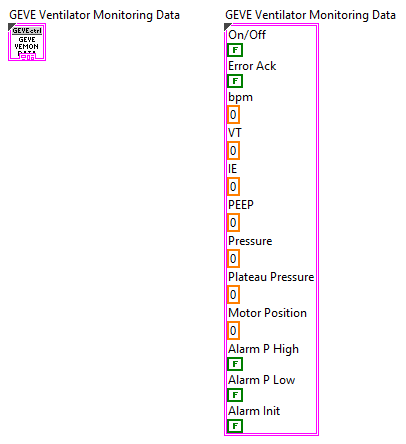 GEVE Ventilator Monitoring Data
GEVEctrl
GEVE
VEMON
DATA
GEVE Ventilator Monitoring Data
On/Off
F
Error Ack
F
bpm
0
VT
0
IE
0
PEEP
0
Pressure
0
Plateau Pressure
0
Motor Position
0
Alarm P High
F
Alarm P Low
F
Alarm Init
F